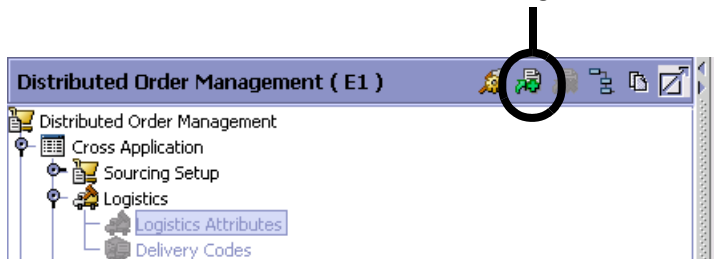 Distributed Order Management ( E1 )
Distributed Order Management
Cross Application
Sourcing Setup
Logistics
Logistics Attributes
Delivery Codes